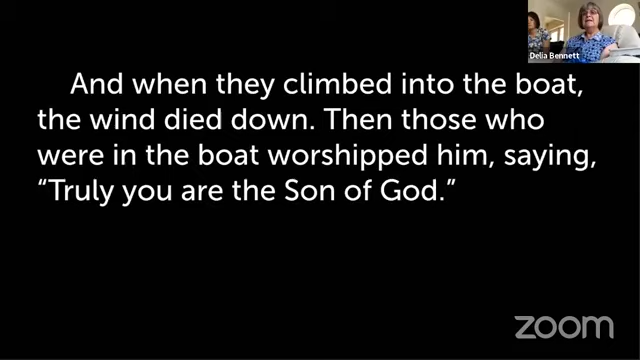 Delia Bennett
And when they climbed into the boat,
the wind died down. Then those who
were in the boat worshipped him, saying,
“Truly you are the Son of God.”
zoom